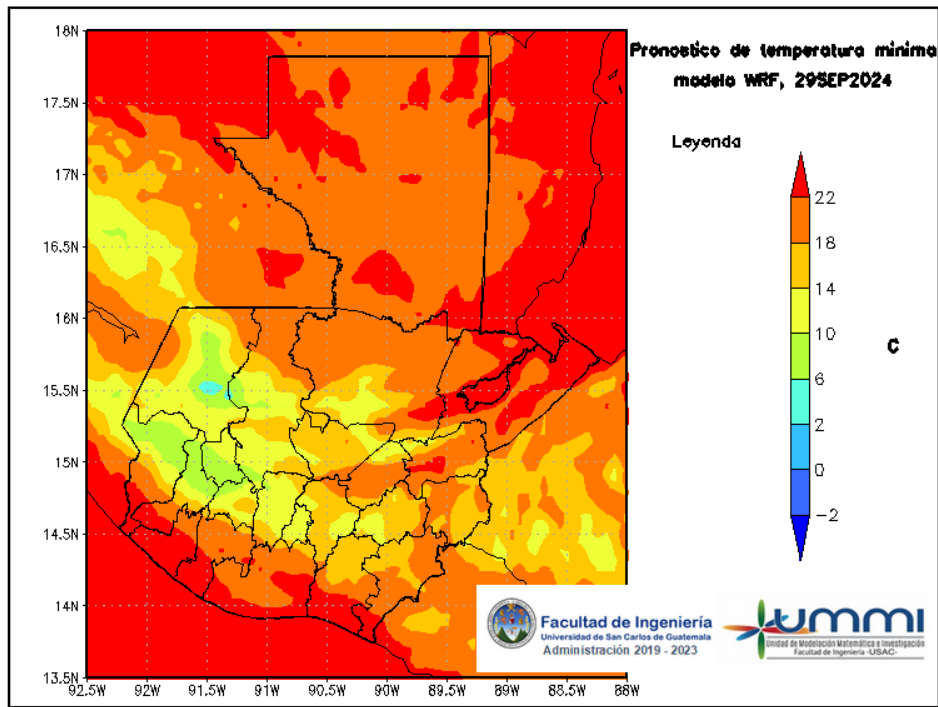 Pronostico de temperatura minima
modelo WRF, 29SEP2024
Leyenda
22
18
14
10
6
2
0
-2
C
18N
17.5N
17N
16.5N
16N
15.5N
15N
14.5N
14N
13.5N
92.5W 92W 91.5W 91W 90.5W 90W 89.5W 89W 88.5W 88W
Facultad de Ingeniería
Universidad de San Carlos de Guatemala
Administración 2019 - 2023
ummi
Unidad de Modelación Matemática e Investigación
Facultad de Ingeniería -USAC-